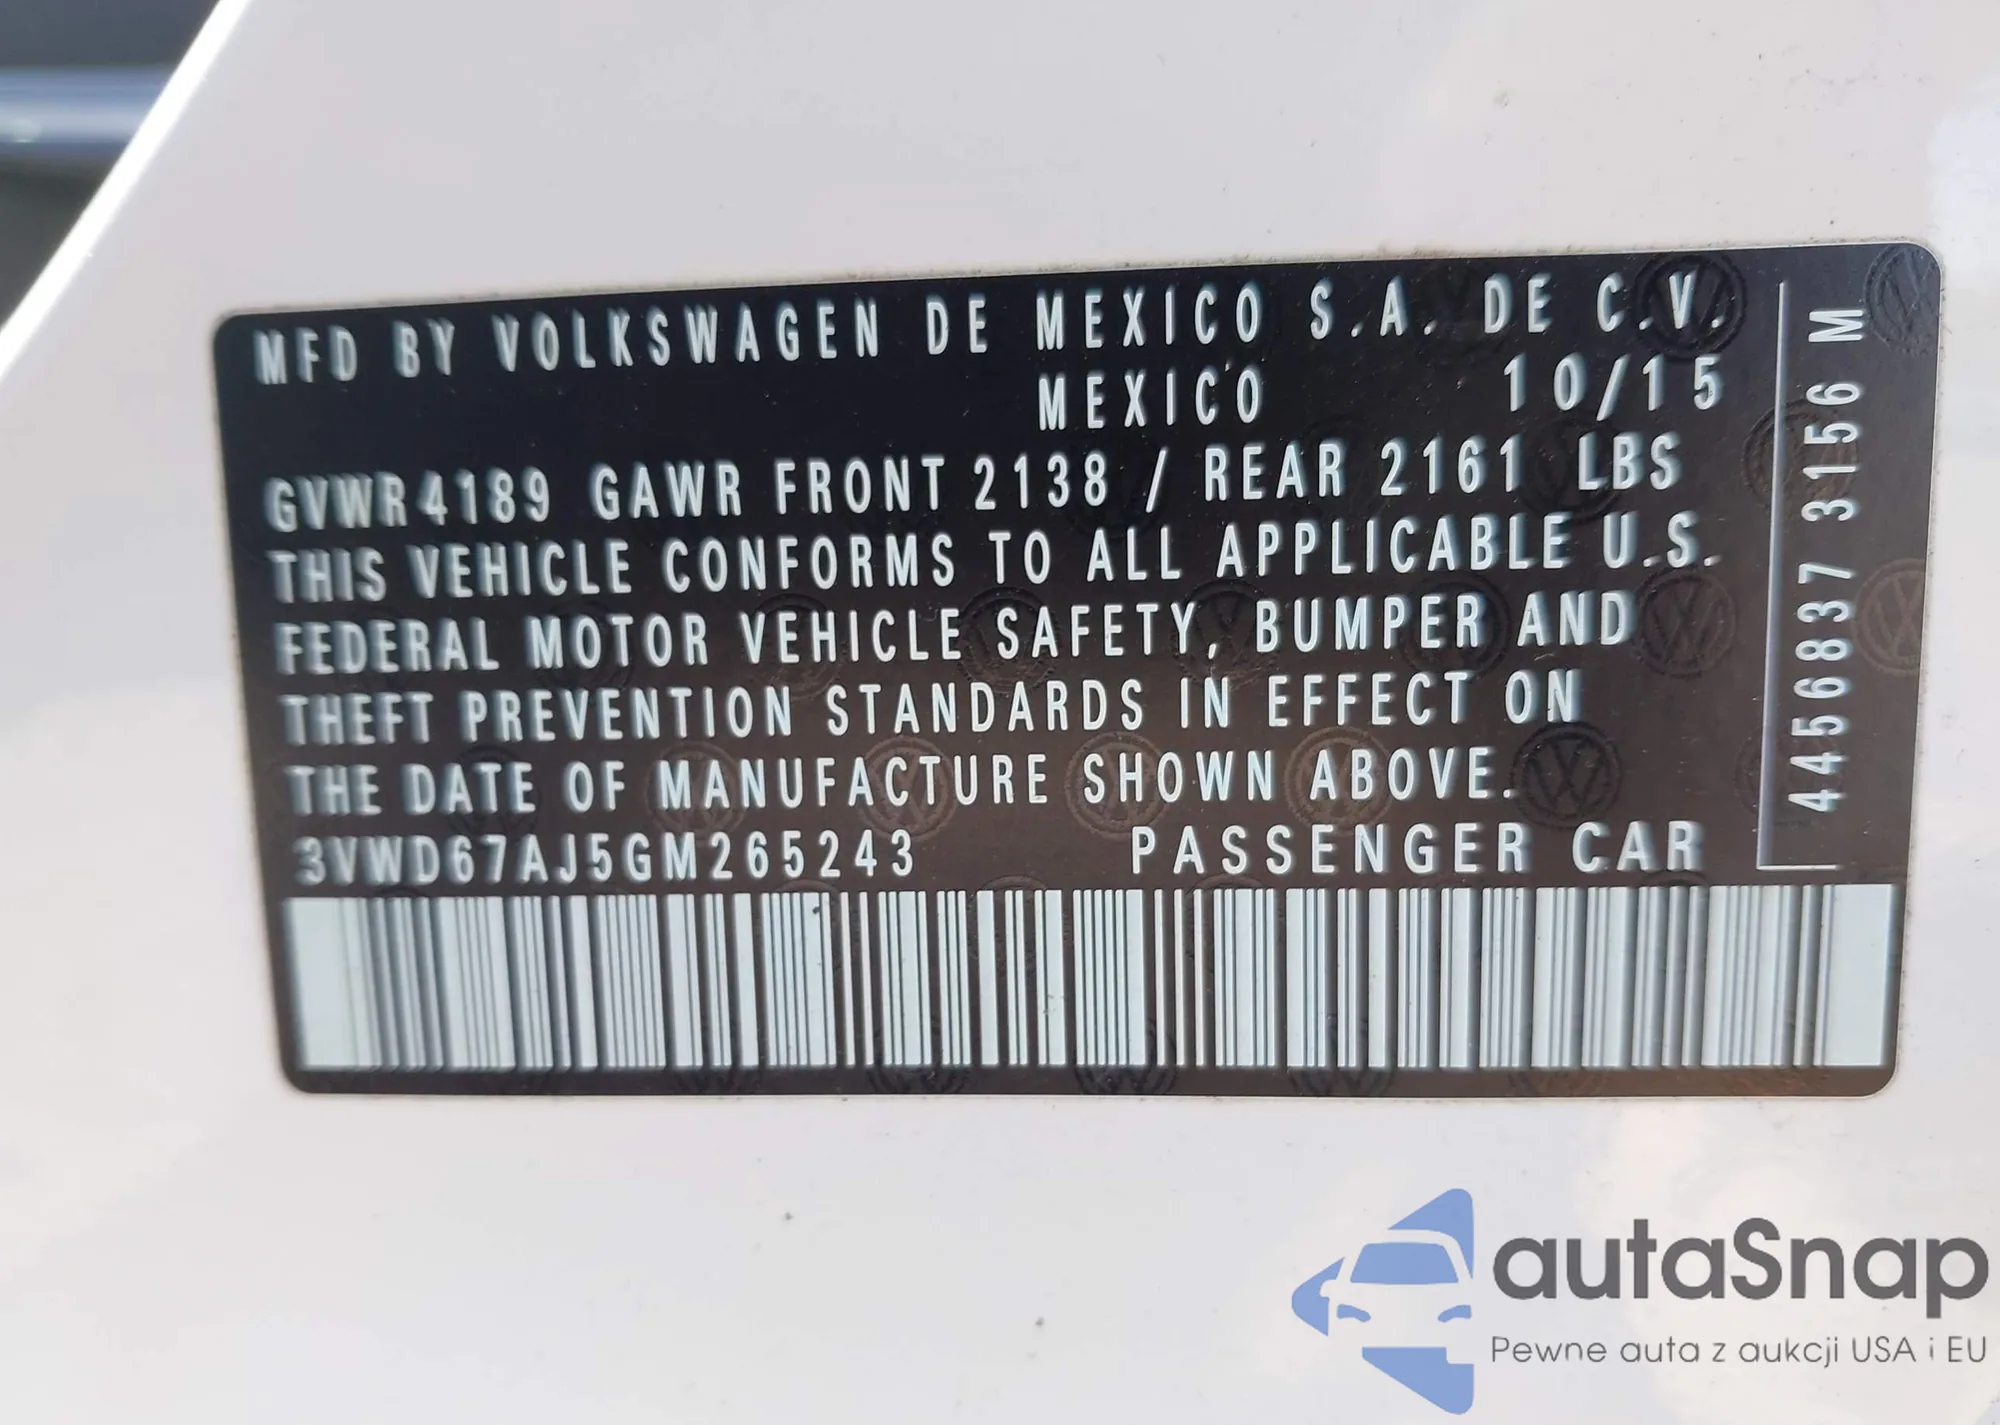 MFD BY VOLKSWAGEN DE MEXICO S.A. DE C.V.
MEXICO 10/15
GVWR 4189 GAWR FRONT 2138 / REAR 2161 LBS
THIS VEHICLE CONFORMS TO ALL APPLICABLE U.S.
FEDERAL MOTOR VEHICLE SAFETY, BUMPER AND
THEFT PREVENTION STANDARDS IN EFFECT ON
THE DATE OF MANUFACTURE SHOWN ABOVE.
3VWD67AJ5GM265243 PASSENGER CAR
4456837 3156 M
autaSnap
Pewne auta z aukcji USA i EU